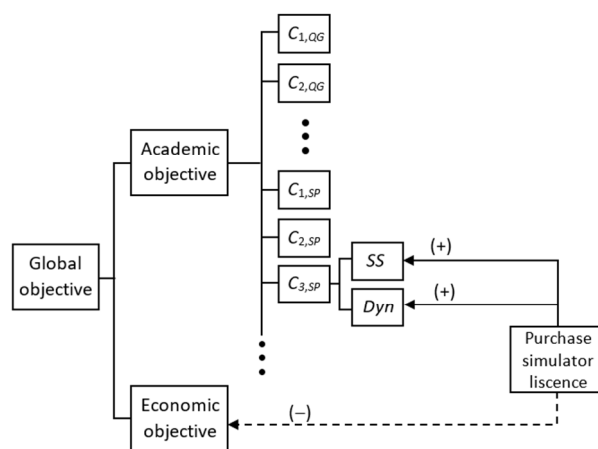 C1,QG
C2,QG
Academic
objective
C1,SP
C2,SP
Global
objective
C3,SP
SS
(+)
Dyn
(+)
Purchase
simulator
liscence
Economic
objective
(−)